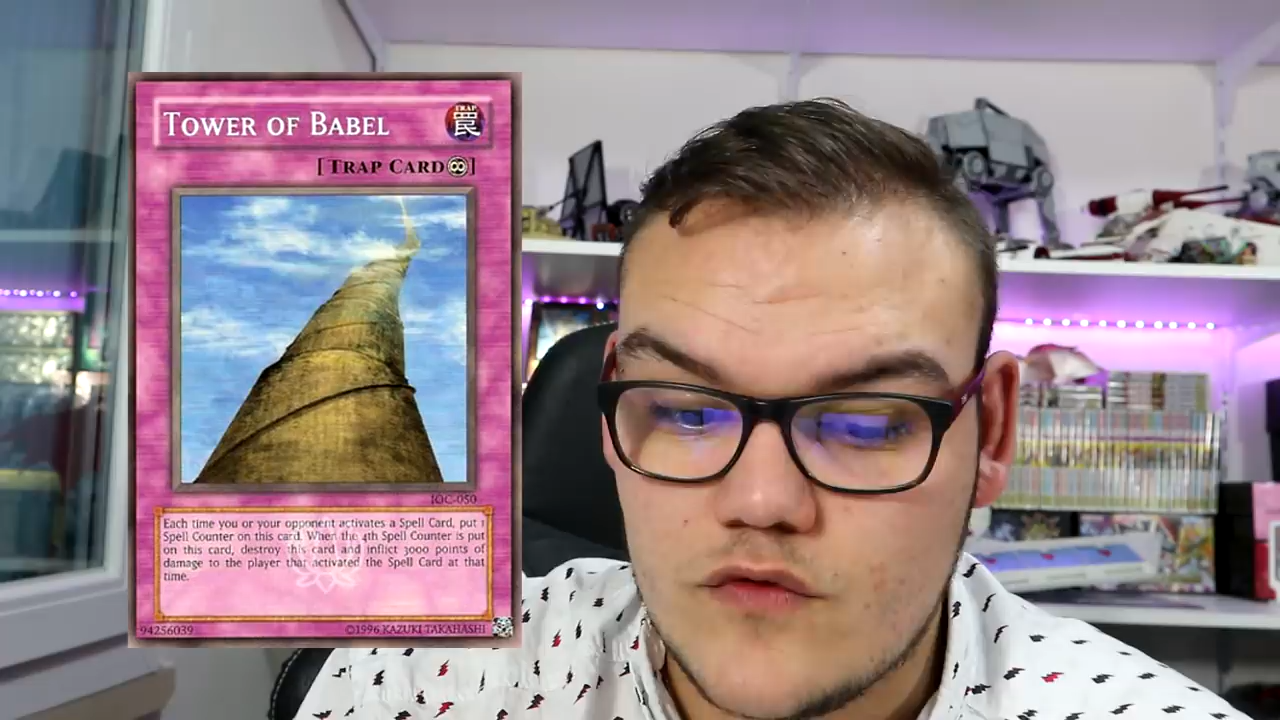 TOWER OF BABEL
TRAP
罠
[TRAP CARD]
IOC-050
Each time you or your opponent activates a Spell Card, put 1
Spell Counter on this card. When the 4th Spell Counter is put
on this card, destroy this card and inflict 3000 points of
damage to the player that activated the Spell Card at that
time.
94256039
©1996 KAZUKI TAKAHASHI